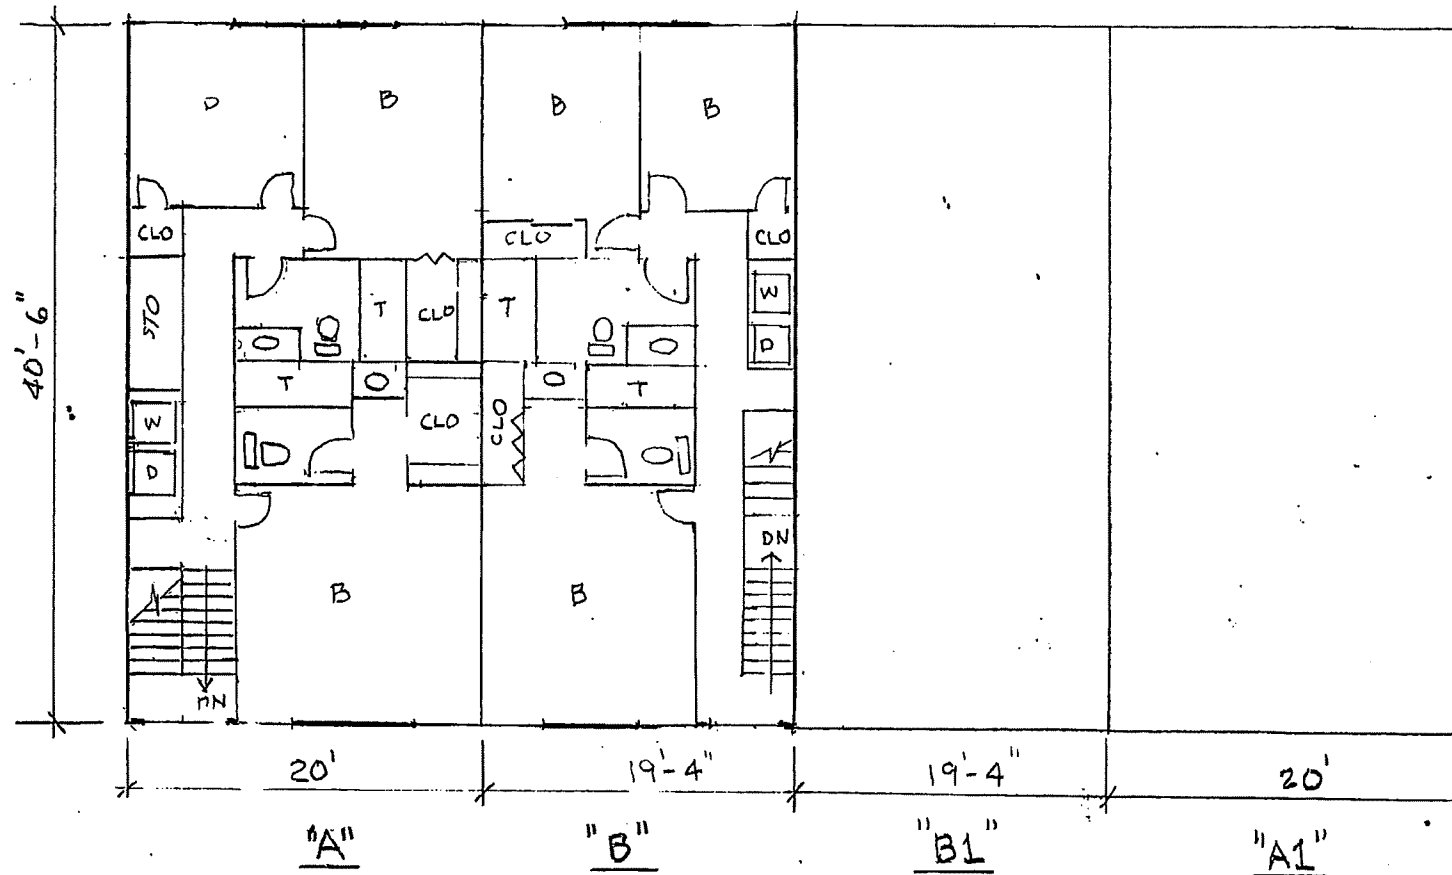 B
B
B
CLO
CLO
CLO
STO
T
CLO
T
W
D
T
T
CLO
CLO
W
D
DN
B
B
DN
40'-6"
20'
19'-4"
19'-4"
20'
"A"
"B"
"B1"
"A1"